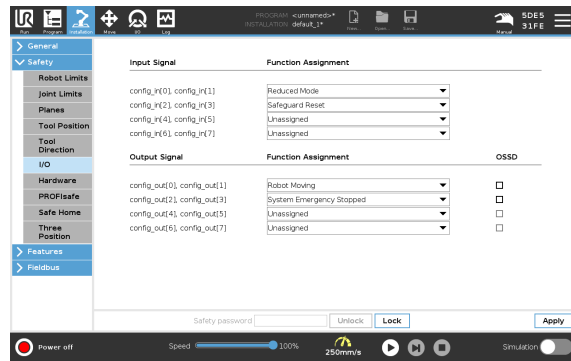 UR
PROGRAM <unnamed>*
INSTALLATION default_1*
Run Program Installation Move I/O Log
New... Open... Save...
Manual
5DE5
31FE
General
Safety
Robot Limits
Joint Limits
Planes
Tool Position
Tool
Direction
I/O
Hardware
PROFIsafe
Safe Home
Three
Position
Features
Fieldbus
Input Signal Function Assignment
config_in[0], config_in[1] Reduced Mode
config_in[2], config_in[3] Safeguard Reset
config_in[4], config_in[5] Unassigned
config_in[6], config_in[7] Unassigned
Output Signal Function Assignment OSSD
config_out[0], config_out[1] Robot Moving
config_out[2], config_out[3] System Emergency Stopped
config_out[4], config_out[5] Unassigned
config_out[6], config_out[7] Unassigned
Safety password Unlock Lock Apply
Power off Speed 100% 250mm/s Simulation